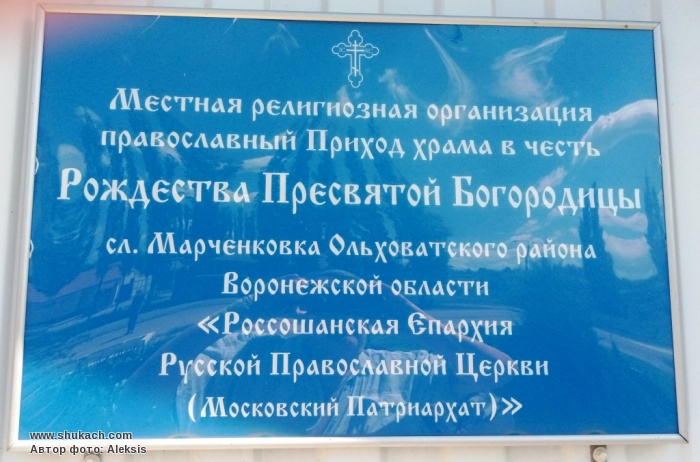 Местная религиозная организация
православный Приход храма в честь
Рождества Пресвятой Богородицы
сл. Марченковка Ольховатского района
Воронежской области
«Россошанская Епархия
Русской Православной Церкви
(Московский Патриархат)»
www.shukach.com
Автор фото: Aleksis